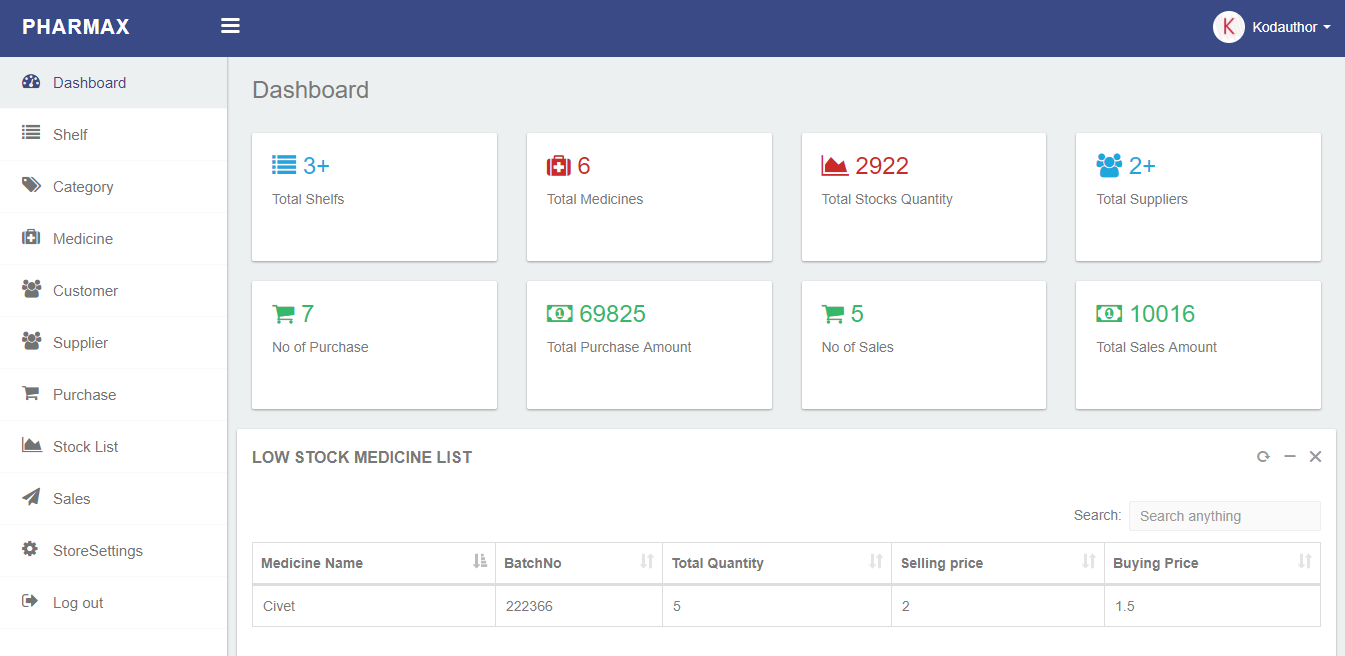 PHARMAX
K Kodauthor
Dashboard
Shelf
Category
Medicine
Customer
Supplier
Purchase
Stock List
Sales
StoreSettings
Log out
Dashboard
3+ 6 2922 2+
Total Shelfs Total Medicines Total Stocks Quantity Total Suppliers
7 69825 5 10016
No of Purchase Total Purchase Amount No of Sales Total Sales Amount
LOW STOCK MEDICINE LIST
Search: Search anything
Medicine Name BatchNo Total Quantity Selling price Buying Price
Civet 222366 5 2 1.5